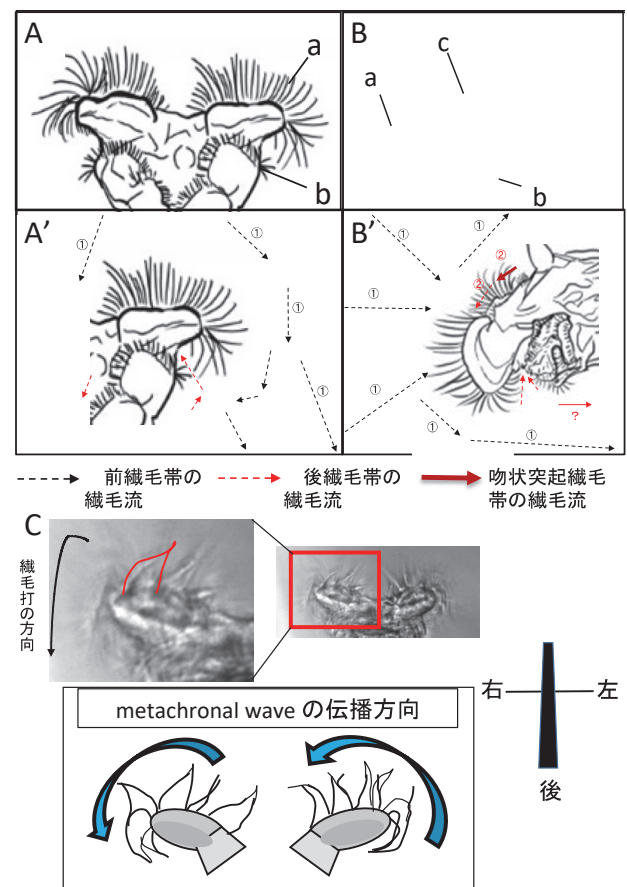 A
a
b
B
c
a
b
A’
①
①
①
①
B’
①
①
②
②
①
①
①
①
?
前繊毛帯の
繊毛流
後繊毛帯の
繊毛流
吻状突起繊毛
帯の繊毛流
C
繊毛打の方向
metachronal wave の伝播方向
右
左
後